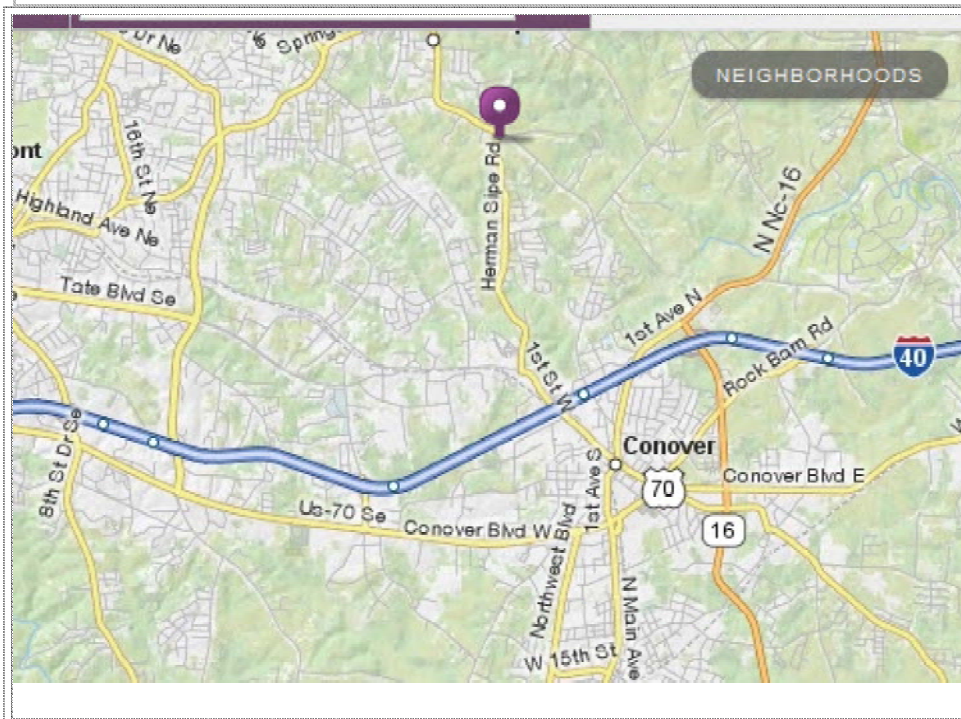 Dr Ne
Ne
NEIGHBORHOODS
ont
16th St Ne
Highland Ave Ne
Herman Sipe Rd
N Nc-16
Tate Blvd Se
1st Ave N
1st St W
Rock Barn Rd
40
8th St Dr Se
Conover
1st Ave S
70
Conover Blvd E
Us-70 Se
Conover Blvd W
16
Northwest Blvd
N Main Ave
W 15th St